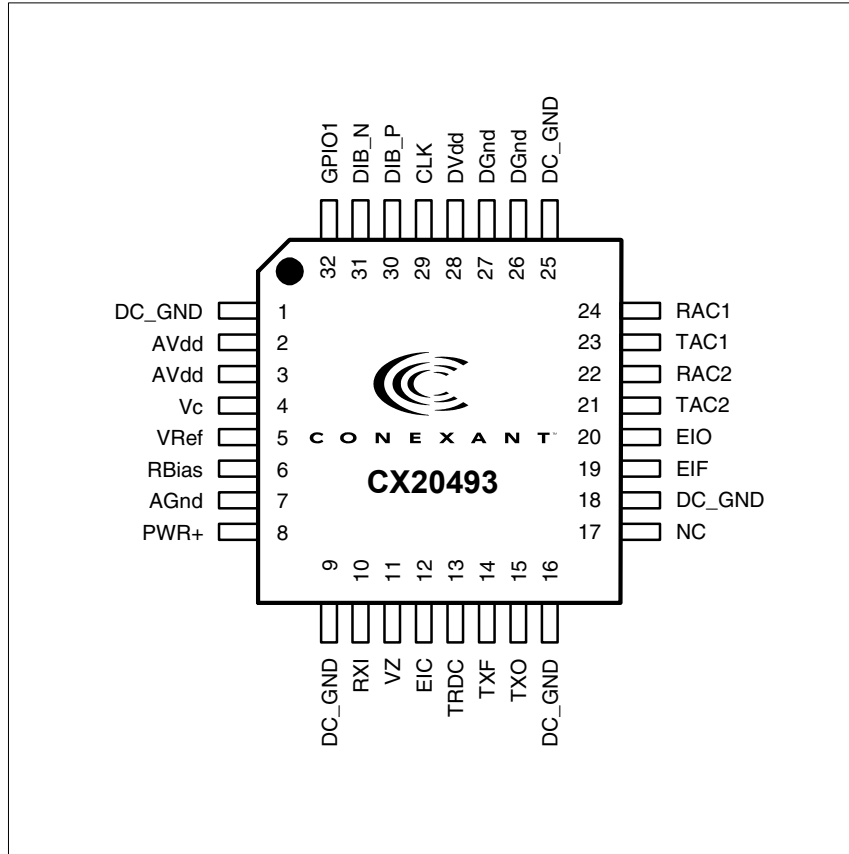 GPIO1
DIB_N
DIB_P
CLK
DVdd
DGnd
DGnd
DC_GND
32 31 30 29 28 27 26 25
DC_GND 1 24 RAC1
AVdd 2 23 TAC1
AVdd 3 22 RAC2
Vc 4 21 TAC2
VRef 5 CONEXANT™ 20 EIO
RBias 6 19 EIF
CX20493
AGnd 7 18 DC_GND
PWR+ 8 17 NC
9 10 11 12 13 14 15 16
DC_GND
RXI
VZ
EIC
TRDC
TXF
TXO
DC_GND